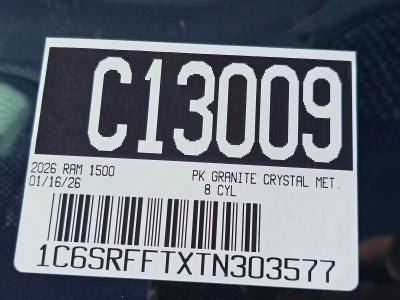 C13009
2026 RAM 1500 PK GRANITE CRYSTAL MET.
01/16/26 8 CYL
1C6SRFFTXTN303577